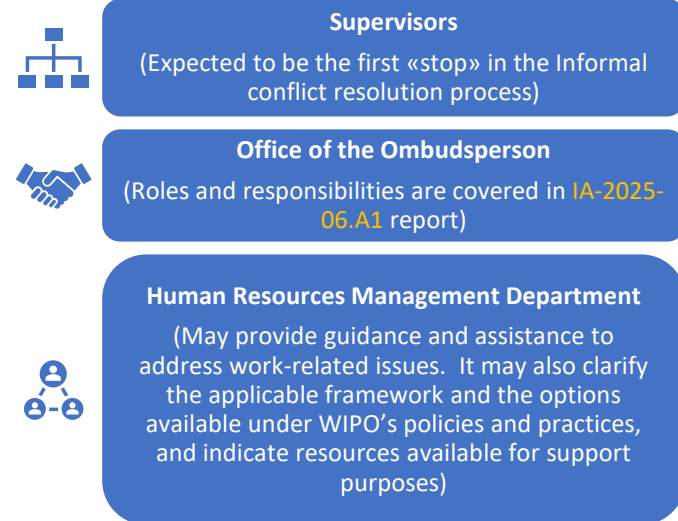 Supervisors
(Expected to be the first «stop» in the Informal
conflict resolution process)
Office of the Ombudsperson
(Roles and responsibilities are covered in IA-2025-
06.A1 report)
Human Resources Management Department
(May provide guidance and assistance to
address work-related issues.  It may also clarify
the applicable framework and the options
available under WIPO’s policies and practices,
and indicate resources available for support
purposes)